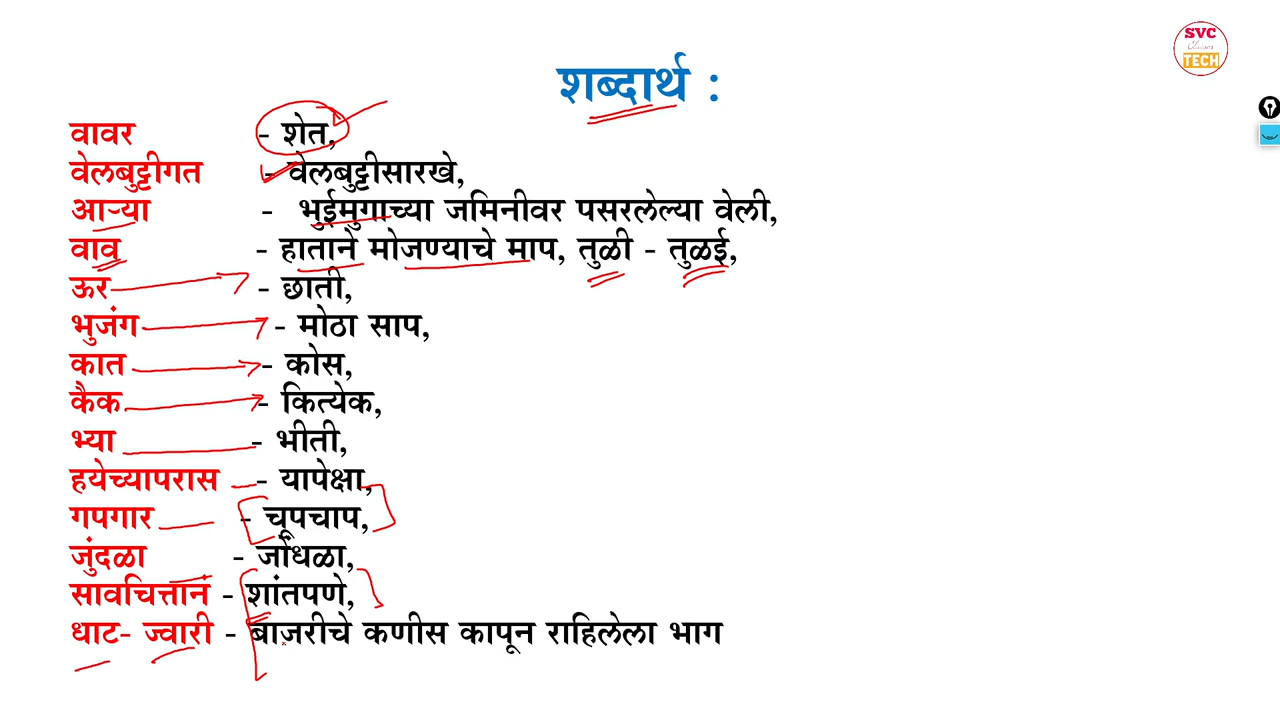 SVC
Classes
TECH
शब्दार्थ :
वावर - शेत,
वेलबुट्टीगत - वेलबुट्टीसारखे,
आऱ्या - भुईमुगाच्या जमिनीवर पसरलेल्या वेली,
वाव - हाताने मोजण्याचे माप, तुळी - तुळई,
ऊर - छाती,
भुजंग - मोठा साप,
कात - कोस,
कैक - कित्येक,
भ्या - भीती,
हयेच्यापरास - यापेक्षा,
गपगार - चूपचाप,
जुंदळा - जोंधळा,
सावचित्तानं - शांतपणे,
धाट- ज्वारी - बाजरीचे कणीस कापून राहिलेला भाग